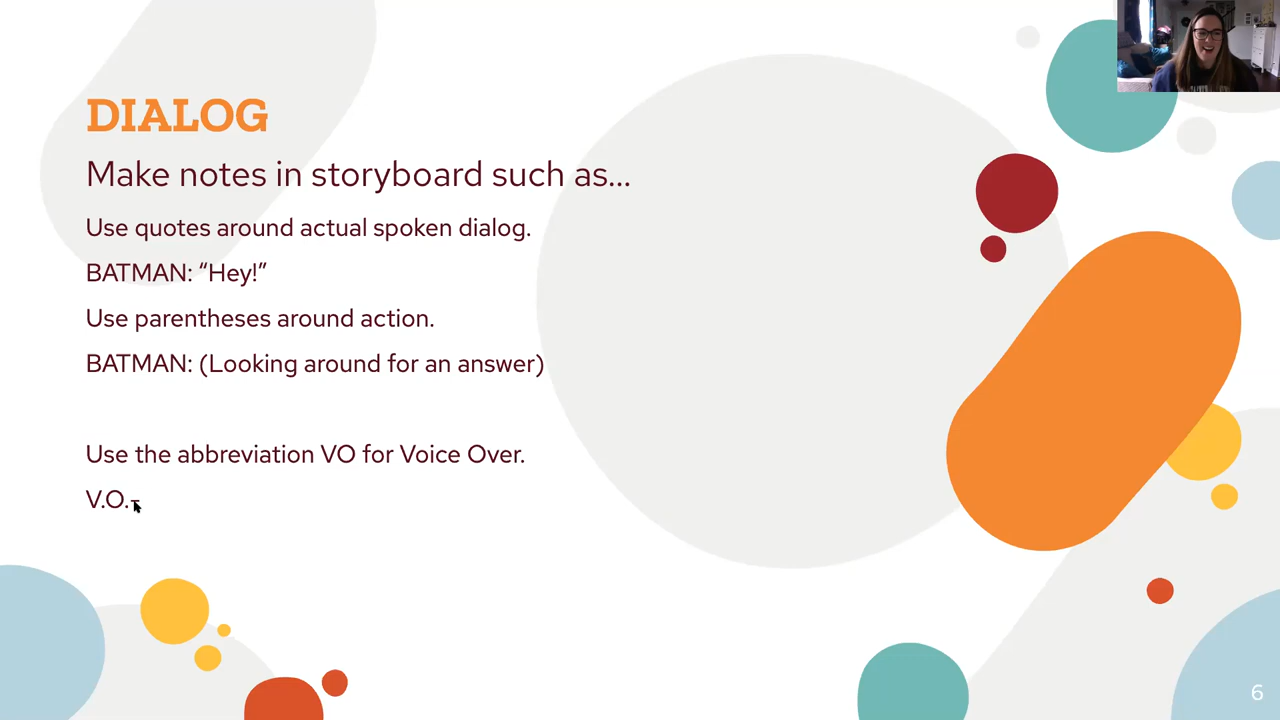 DIALOG
Make notes in storyboard such as...
Use quotes around actual spoken dialog.
BATMAN: “Hey!”
Use parentheses around action.
BATMAN: (Looking around for an answer)
Use the abbreviation VO for Voice Over.
V.O.-
6